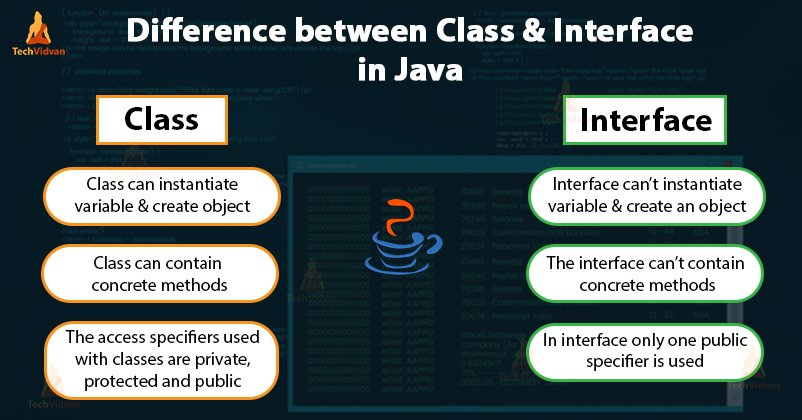 TechVidvan
Difference between Class & Interface
in Java
Class
Class can instantiate
variable & create object
Class can contain
concrete methods
The access specifiers used
with classes are private,
protected and public
Interface
Interface can’t instantiate
variable & create an object
The interface can’t contain
concrete methods
In interface only one public
specifier is used